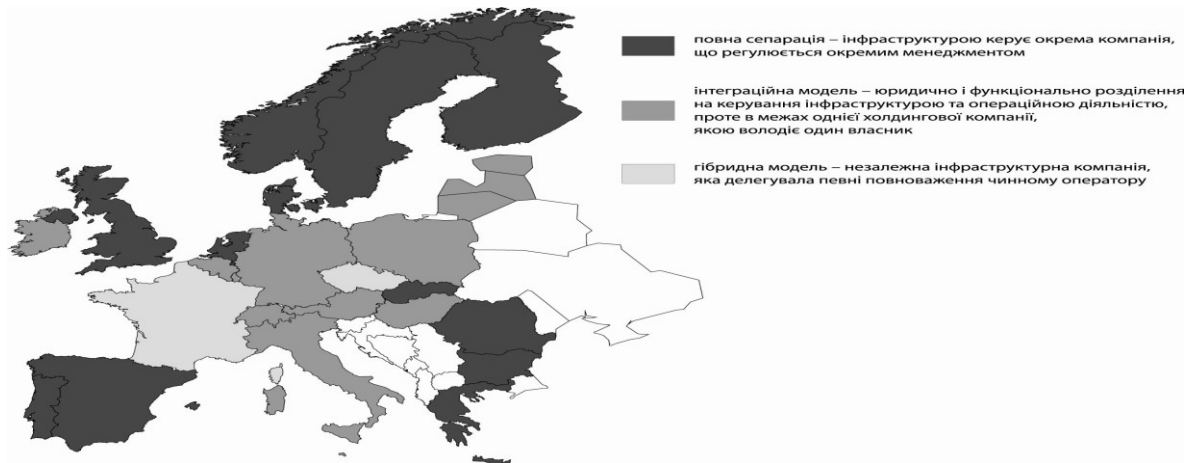 повна сепарація – інфраструктурою керує окрема компанія,
що регулюється окремим менеджментом
інтеграційна модель – юридично і функціонально розділення
на керування інфраструктурою та операційною діяльністю,
проте в межах однієї холдингової компанії,
якою володіє один власник
гібридна модель – незалежна інфраструктурна компанія,
яка делегувала певні повноваження чинному оператору